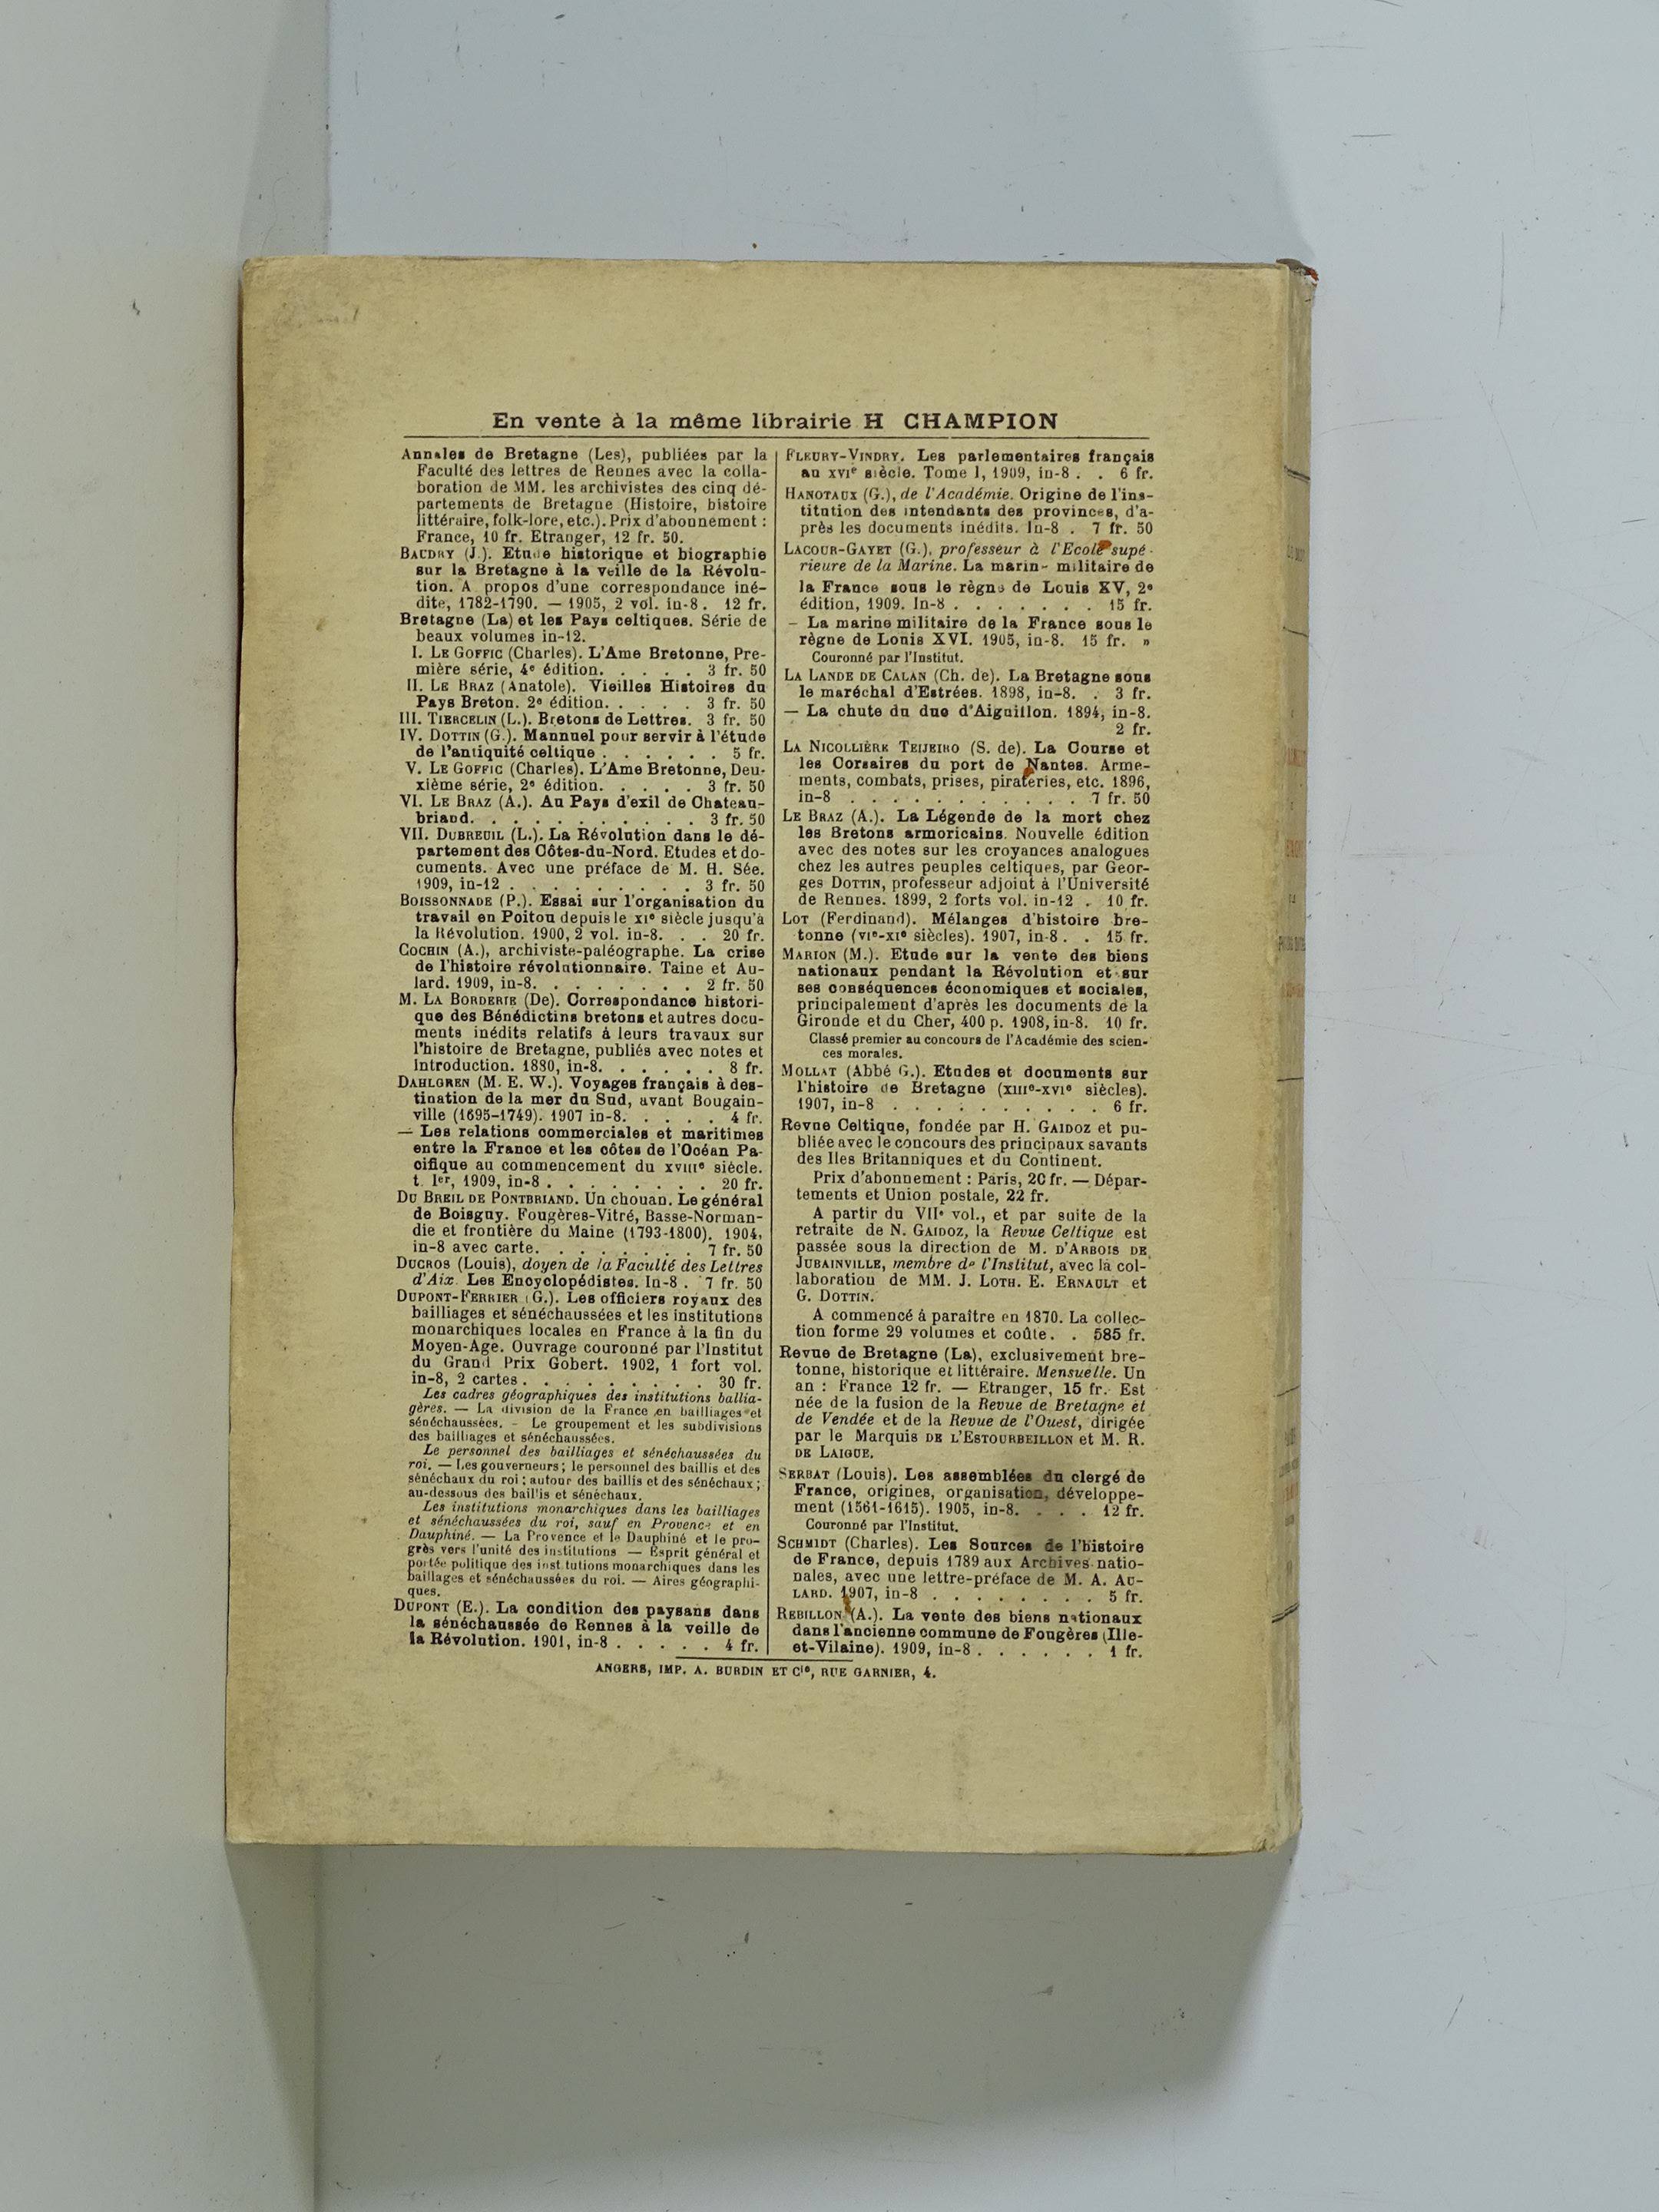 En vente à la même librairie H CHAMPION
Annales de Bretagne (Les), publiées par la
Faculté des lettres de Rennes avec la colla-
boration de MM. les archivistes des cinq dé-
partements de Bretagne (Histoire, histoire
littéraire, folk-lore, etc.). Prix d'abonnement :
France, 10 fr. Etranger, 12 fr. 50.
BAUDRY (J.). Etude historique et biographie
sur la Bretagne à la veille de la Révolu-
tion. A propos d'une correspondance iné-
dite, 1782-1790. — 1905, 2 vol. in-8. 12 fr.
Bretagne (La) et les Pays celtiques. Série de
beaux volumes in-12.
I. LE GOFFIC (Charles). L'Ame Bretonne, Pre-
mière série, 4e édition. . . . . . 3 fr. 50
II. LE BRAZ (Anatole). Vieilles Histoires du
Pays Breton. 2e édition. . . . . 3 fr. 50
III. TIERCELIN (L.). Bretons de Lettres. 3 fr. 50
IV. DOTTIN (G.). Mannuel pour servir à l'étude
de l'antiquité celtique . . . . . . 5 fr.
V. LE GOFFIC (Charles). L'Ame Bretonne, Deu-
xième série, 2e édition. . . . . 3 fr. 50
VI. LE BRAZ (A.). Au Pays d'exil de Chateau-
briand. . . . . . . . . . . 3 fr. 50
VII. DUBREUIL (L.). La Révolution dans le dé-
partement des Côtes-du-Nord. Etudes et do-
cuments. Avec une préface de M. H. Sée.
1909, in-12 . . . . . . . . . . 3 fr. 50
BOISSONNADE (P.). Essai sur l'organisation du
travail en Poitou depuis le XIe siècle jusqu'à
la Révolution. 1900, 2 vol. in-8. . . 20 fr.
COCHIN (A.), archiviste-paléographe. La crise
de l'histoire révolutionnaire. Taine et Au-
lard. 1909, in-8. . . . . . . . 2 fr. 50
M. LA BORDERIE (De). Correspondance histori-
que des Bénédictins bretons et autres docu-
ments inédits relatifs à leurs travaux sur
l'histoire de Bretagne, publiés avec notes et
introduction. 1880, in-8. . . . . . 8 fr.
DAHLGREN (M. E. W.). Voyages français à des-
tination de la mer du Sud, avant Bougain-
ville (1695-1749). 1907 in-8. . . . . 4 fr.
— Les relations commerciales et maritimes
entre la France et les côtes de l'Océan Pa-
cifique au commencement du XVIIIe siècle.
t. Ier, 1909, in-8 . . . . . . . . 20 fr.
DU BREIL DE PONTBRIAND. Un chouan. Le général
de Boisguy. Fougères-Vitré, Basse-Norman-
die et frontière du Maine (1793-1800). 1904,
in-8 avec carte. . . . . . . . 7 fr. 50
DUCROS (Louis), doyen de la Faculté des Lettres
d'Aix. Les Encyclopédistes. In-8 . 7 fr. 50
DUPONT-FERRIER (G.). Les officiers royaux des
bailliages et sénéchaussées et les institutions
monarchiques locales en France à la fin du
Moyen-Age. Ouvrage couronné par l'Institut
du Grand Prix Gobert. 1902, 1 fort vol.
in-8, 2 cartes . . . . . . . . . 30 fr.
Les cadres géographiques des institutions baillia-
gères. — La division de la France en bailliages et
sénéchaussées. — Le groupement et les subdivisions
des bailliages et sénéchaussées.
Le personnel des bailliages et sénéchaussées du
roi. — Les gouverneurs ; le personnel des baillis et des
sénéchaux du roi ; autour des baillis et des sénéchaux ;
au-dessous des baillis et sénéchaux.
Les institutions monarchiques dans les bailliages
et sénéchaussées du roi, sauf en Provence et en
Dauphiné. — La Provence et le Dauphiné et le pro-
grès vers l'unité des institutions — Esprit général et
portée politique des institutions monarchiques dans les
baillages et sénéchaussées du roi. — Aires géographi-
ques.
DUPONT (E.). La condition des paysans dans
la sénéchaussée de Rennes à la veille de
la Révolution. 1901, in-8 . . . . . 4 fr.
FLEURY-VINDRY. Les parlementaires français
au XVIe siècle. Tome I, 1909, in-8 . . 6 fr.
HANOTAUX (G.), de l'Académie. Origine de l'ins-
titution des intendants des provinces, d'a-
près les documents inédits. In-8 . 7 fr. 50
LACOUR-GAYET (G.), professeur à l'Ecole supé-
rieure de la Marine. La marine militaire de
la France sous le règne de Louis XV, 2e
édition, 1909. In-8 . . . . . . . 15 fr.
— La marine militaire de la France sous le
règne de Louis XVI. 1905, in-8. 15 fr. »
Couronné par l'Institut.
LA LANDE DE CALAN (Ch. de). La Bretagne sous
le maréchal d'Estrées. 1898, in-8. . 3 fr.
— La chute du duc d'Aiguillon. 1894, in-8.
2 fr.
LA NICOLLIÈRE TEIJEIRO (S. de). La Course et
les Corsaires du port de Nantes. Arme-
ments, combats, prises, pirateries, etc. 1896,
in-8 . . . . . . . . . . . 7 fr. 50
LE BRAZ (A.). La Légende de la mort chez
les Bretons armoricains. Nouvelle édition
avec des notes sur les croyances analogues
chez les autres peuples celtiques, par Geor-
ges DOTTIN, professeur adjoint à l'Université
de Rennes. 1899, 2 forts vol. in-12 . 10 fr.
LOT (Ferdinand). Mélanges d'histoire bre-
tonne (VIe-XIe siècles). 1907, in-8 . . 15 fr.
MARION (M.). Etude sur la vente des biens
nationaux pendant la Révolution et sur
ses conséquences économiques et sociales,
principalement d'après les documents de la
Gironde et du Cher, 400 p. 1908, in-8. 10 fr.
Classé premier au concours de l'Académie des scien-
ces morales.
MOLLAT (Abbé G.). Etudes et documents sur
l'histoire de Bretagne (XIIIe-XVIe siècles).
1907, in-8 . . . . . . . . . . 6 fr.
Revue Celtique, fondée par H. GAIDOZ et pu-
bliée avec le concours des principaux savants
des Iles Britanniques et du Continent.
Prix d'abonnement : Paris, 20 fr. — Dépar-
tements et Union postale, 22 fr.
A partir du VIIe vol., et par suite de la
retraite de N. GAIDOZ, la Revue Celtique est
passée sous la direction de M. D'ARBOIS DE
JUBAINVILLE, membre de l'Institut, avec la col-
laboration de MM. J. LOTH. E. ERNAULT et
G. DOTTIN.
A commencé à paraître en 1870. La collec-
tion forme 29 volumes et coûte. . 585 fr.
Revue de Bretagne (La), exclusivement bre-
tonne, historique et littéraire. Mensuelle. Un
an : France 12 fr. — Etranger, 15 fr. Est
née de la fusion de la Revue de Bretagne et
de Vendée et de la Revue de l'Ouest, dirigée
par le Marquis DE L'ESTOURBEILLON et M. R.
DE LAIGUE.
SERBAT (Louis). Les assemblées du clergé de
France, origines, organisation, développe-
ment (1561-1615). 1905, in-8. . . . 12 fr.
Couronné par l'Institut.
SCHMIDT (Charles). Les Sources de l'histoire
de France, depuis 1789 aux Archives natio-
nales, avec une lettre-préface de M. A. AU-
LARD. 1907, in-8 . . . . . . . . 5 fr.
REBILLON (A.). La vente des biens nationaux
dans l'ancienne commune de Fougères (Ille-
et-Vilaine). 1909, in-8 . . . . . . 1 fr.
ANGERS, IMP. A. BURDIN ET Cie, RUE GARNIER, 4.